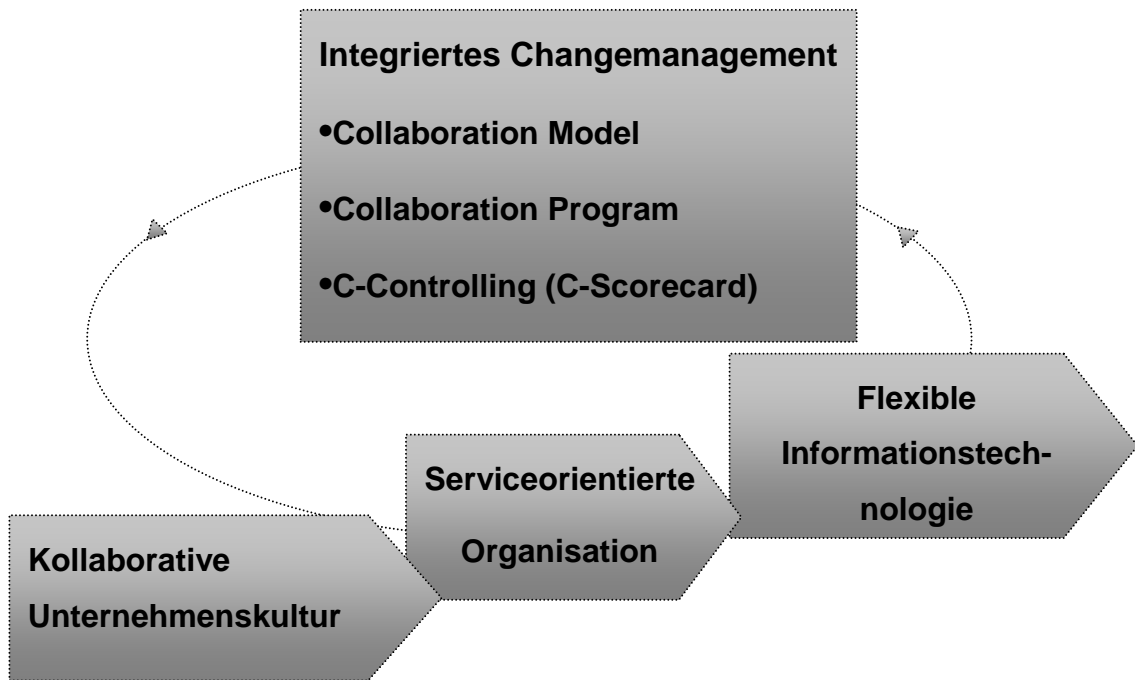 Integriertes Changemanagement
•Collaboration Model
•Collaboration Program
•C-Controlling (C-Scorecard)
Flexible
Informationstech-
nologie
Serviceorientierte
Organisation
Kollaborative
Unternehmenskultur